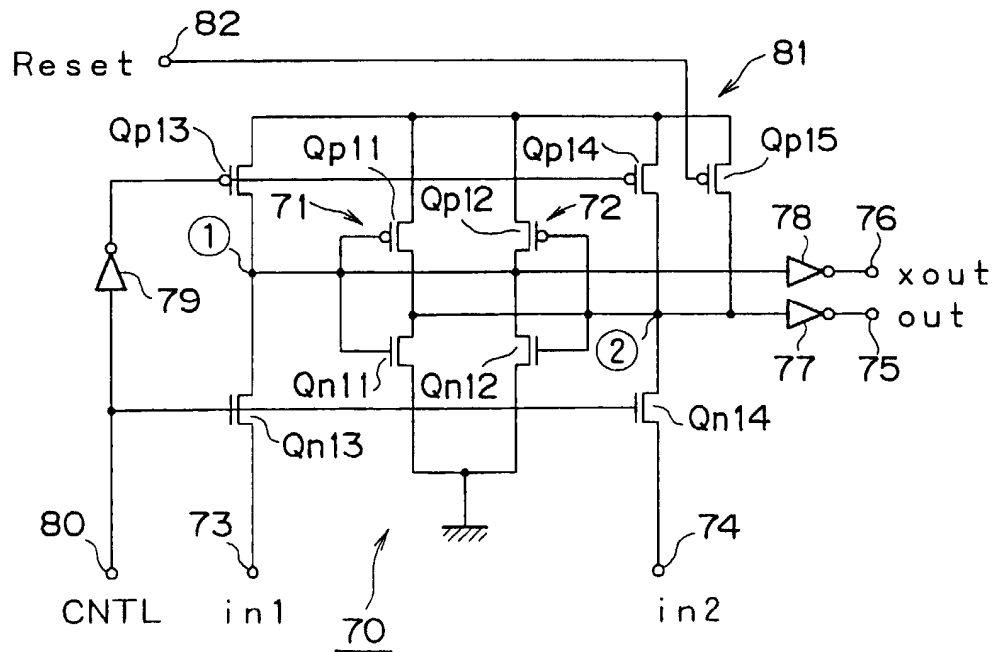 82
Reset
81
Qp13
Qp11
Qp14
Qp15
Qp12
71
72
①
78
76
79
xout
out
②
77
75
Qn11
Qn12
Qn13
Qn14
80
73
74
CNTL
in1
in2
70